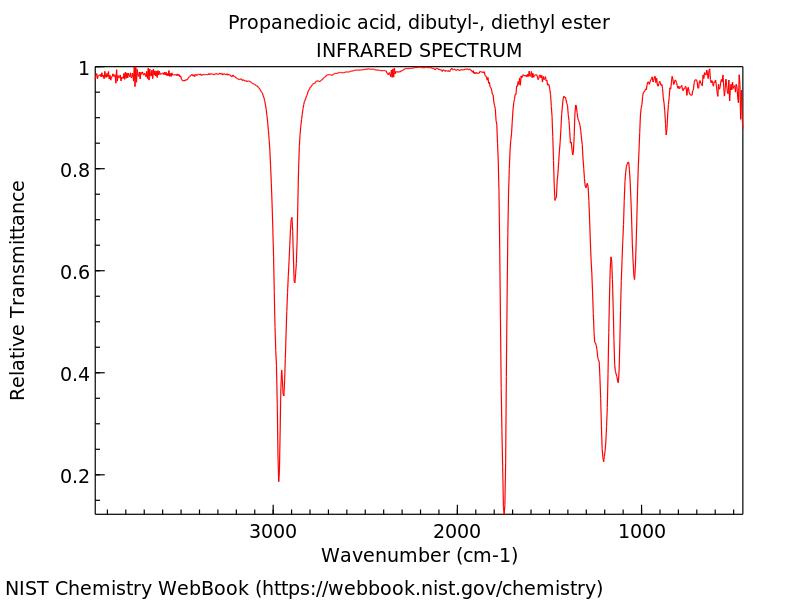 Propanedioic acid, dibutyl-, diethyl ester
INFRARED SPECTRUM
1
0.8
0.6
0.4
0.2
Relative Transmittance
3000 2000 1000
Wavenumber (cm-1)
NIST Chemistry WebBook (https://webbook.nist.gov/chemistry)